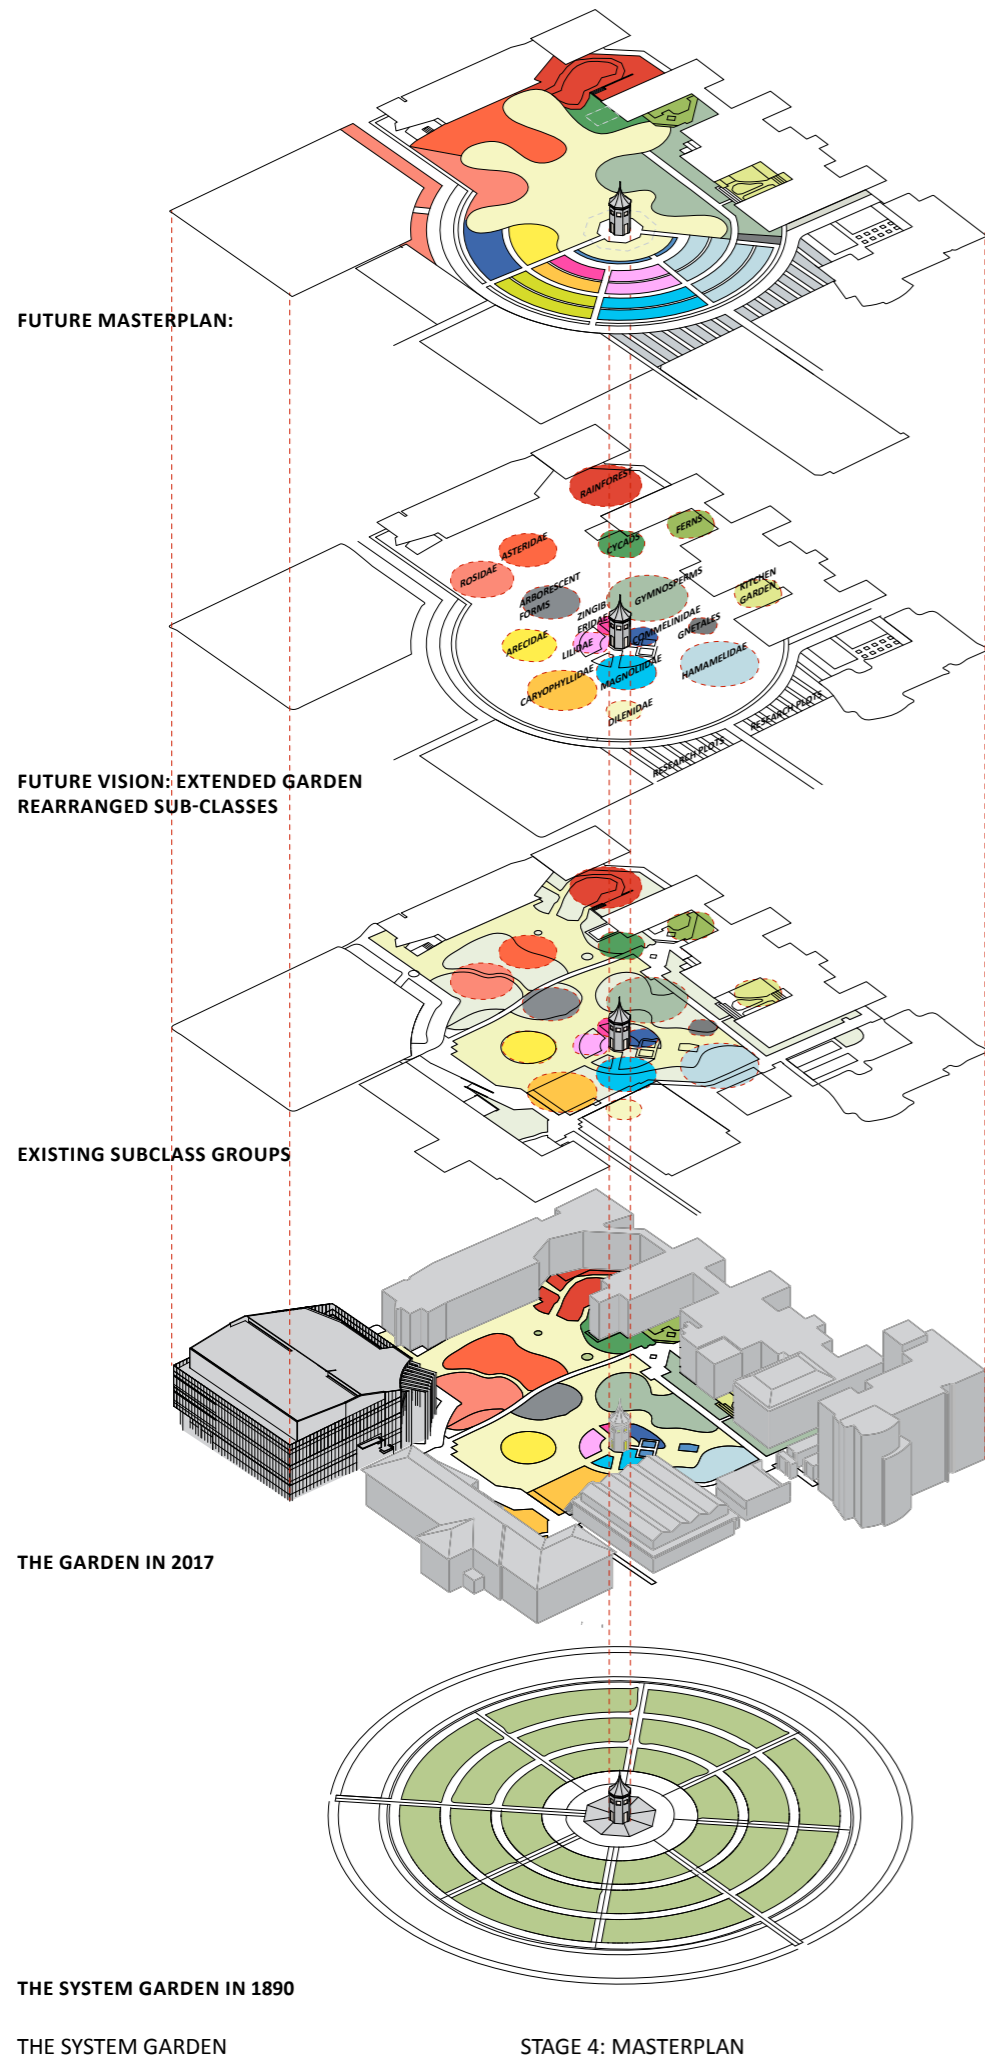 FUTURE MASTERPLAN:
RAINFOREST
FERNS
CYCADS
ASTERIDAE
ROSIDAE
ARBORESCENT
FORMS
GYMNOSPERMS
KITCHEN
GARDEN
ZINGIB
ERIDAE
COMMELINIDAE
GNETALES
ARECIDAE
LILIDAE
HAMAMELIDAE
MAGNOLIIDAE
CARYOPHYLLIDAE
DILENIDAE
RESEARCH PLOTS
RESEARCH PLOTS
FUTURE VISION: EXTENDED GARDEN
REARRANGED SUB-CLASSES
EXISTING SUBCLASS GROUPS
THE GARDEN IN 2017
THE SYSTEM GARDEN IN 1890
THE SYSTEM GARDEN
STAGE 4: MASTERPLAN